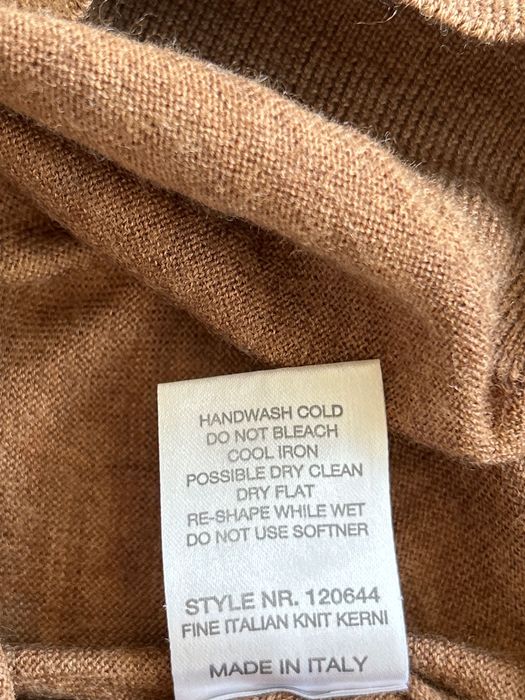 HANDWASH COLD
DO NOT BLEACH
COOL IRON
POSSIBLE DRY CLEAN
DRY FLAT
RE-SHAPE WHILE WET
DO NOT USE SOFTNER
STYLE NR. 120644
FINE ITALIAN KNIT KERNI
MADE IN ITALY